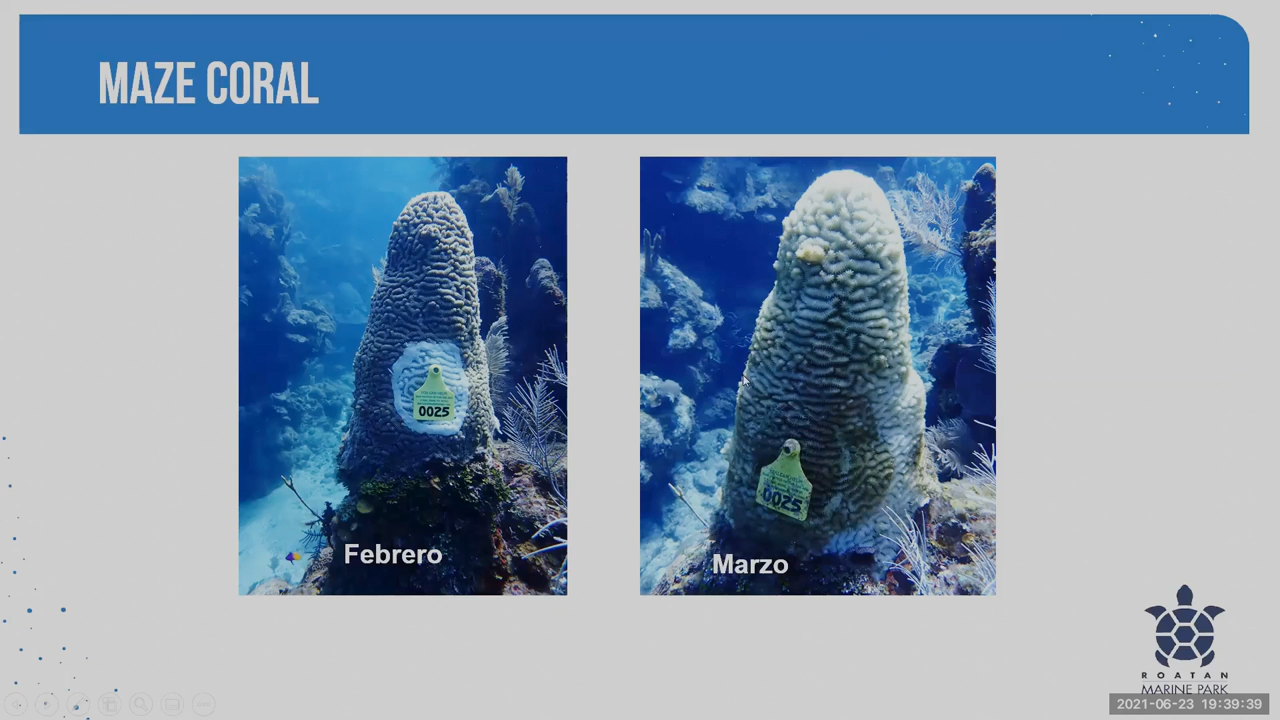 MAZE CORAL
0025
Febrero
0025
Marzo
ROATAN
MARINE PARK
2021-06-23 19:39:39